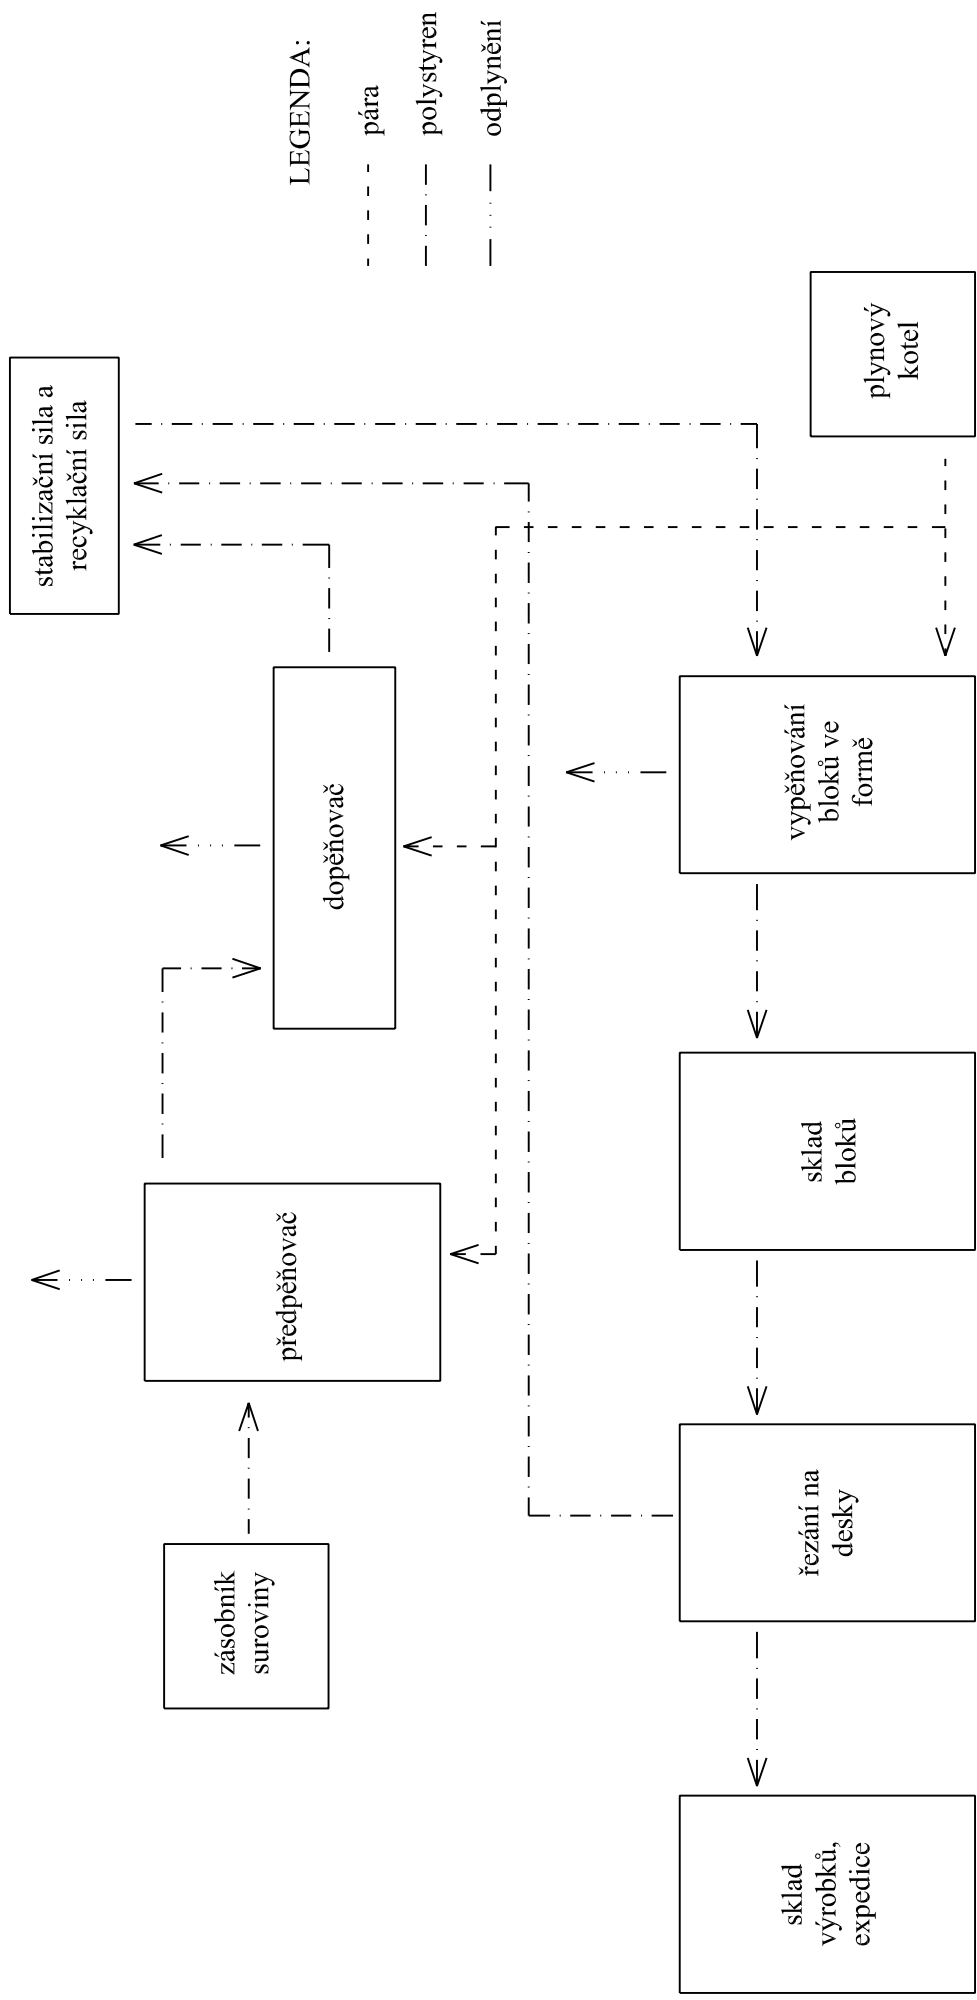 zásobník
suroviny
předpěňovač
dopěňovač
stabilizační sila a
recyklační sila
LEGENDA:
pára
polystyren
odplynění
sklad
výrobků,
expedice
řezání na
desky
sklad
bloků
vypěňování
bloků ve
formě
plynový
kotel